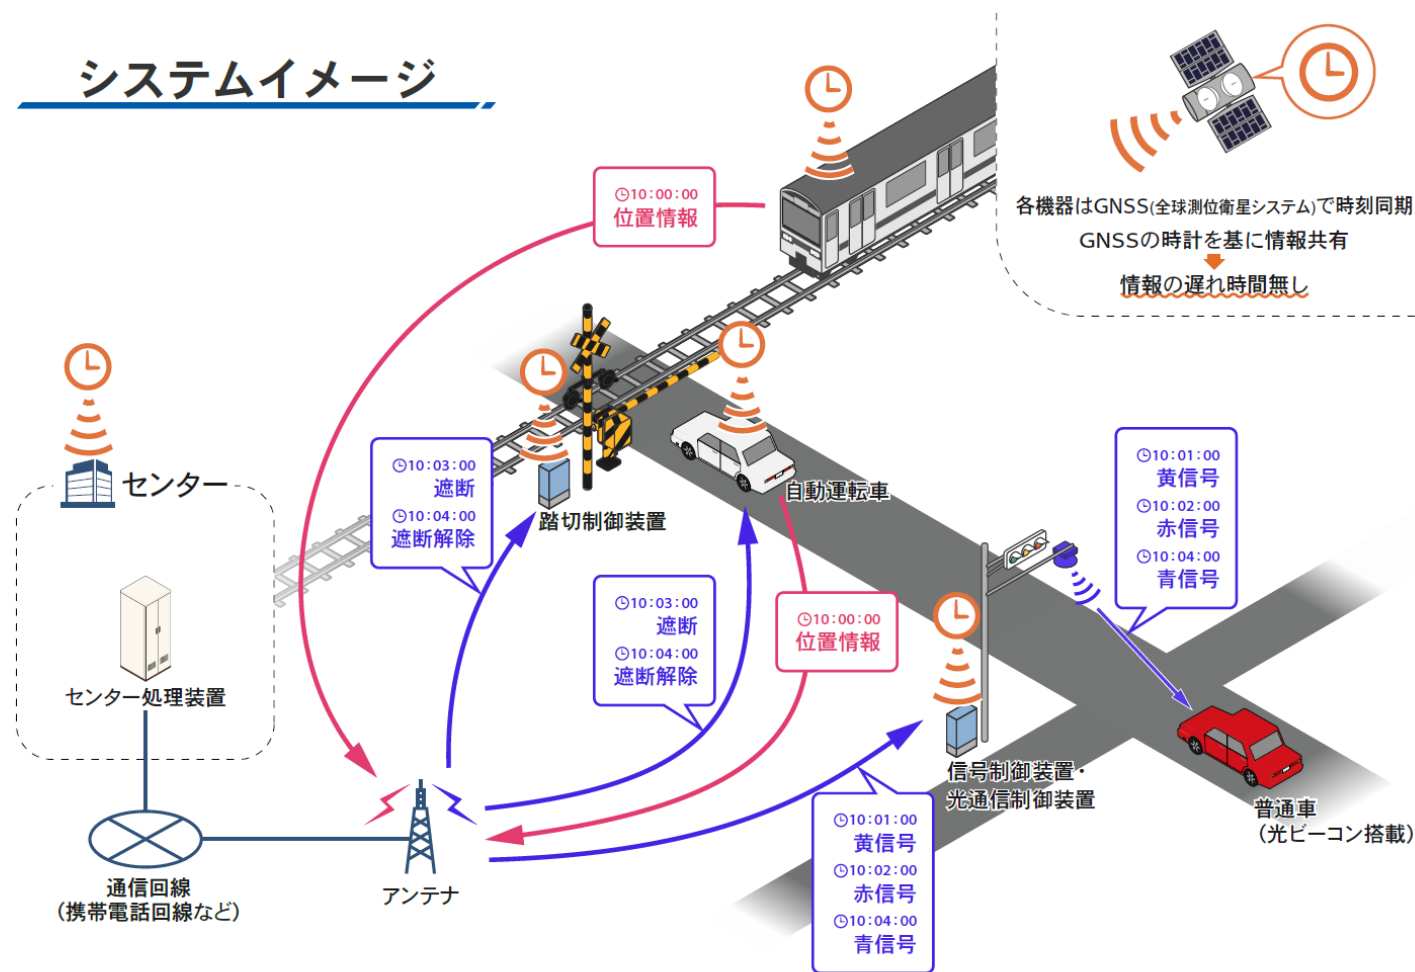 システムイメージ
各機器はGNSS(全球測位衛星システム)で時刻同期
GNSSの時計を基に情報共有
情報の遅れ時間無し
10:00:00
位置情報
センター
センター処理装置
通信回線
(携帯電話回線など)
アンテナ
10:03:00
遮断
10:04:00
遮断解除
踏切制御装置
自動運転車
10:03:00
遮断
10:04:00
遮断解除
10:00:00
位置情報
10:01:00
黄信号
10:02:00
赤信号
10:04:00
青信号
信号制御装置・
光通信制御装置
10:01:00
黄信号
10:02:00
赤信号
10:04:00
青信号
普通車
(光ビーコン搭載)